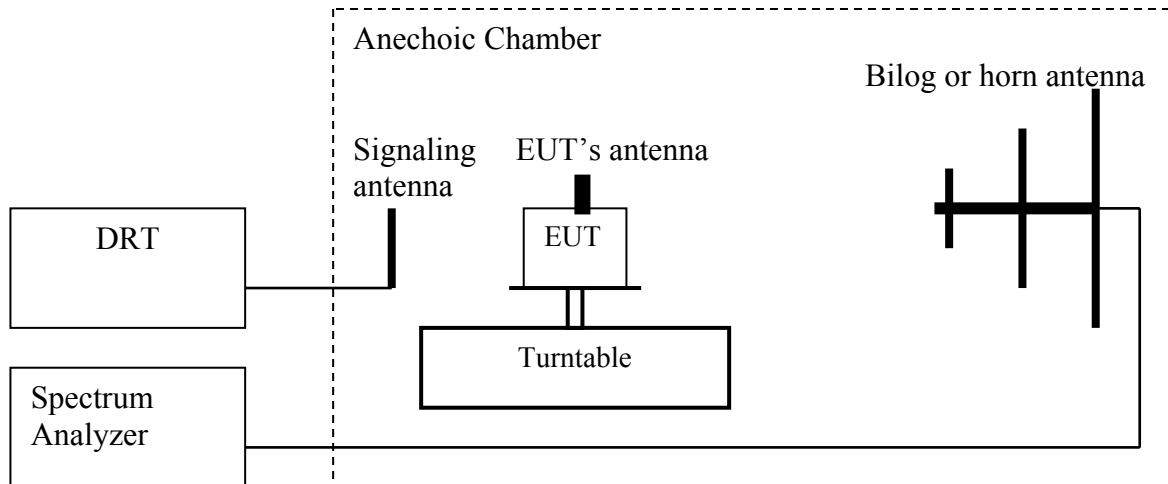 Anechoic Chamber
Bilog or horn antenna
Signaling
antenna
EUT’s antenna
DRT
EUT
Turntable
Spectrum
Analyzer